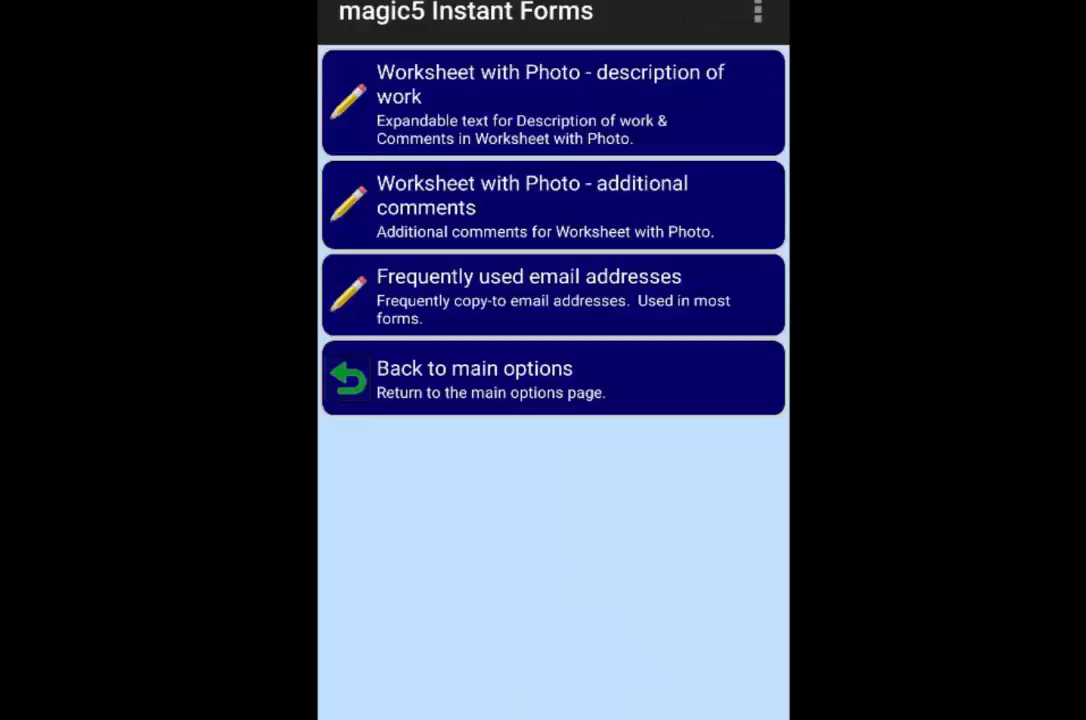 magic5 Instant Forms
Worksheet with Photo - description of
work
Expandable text for Description of work &
Comments in Worksheet with Photo.
Worksheet with Photo - additional
comments
Additional comments for Worksheet with Photo.
Frequently used email addresses
Frequently copy-to email addresses.  Used in most
forms.
Back to main options
Return to the main options page.